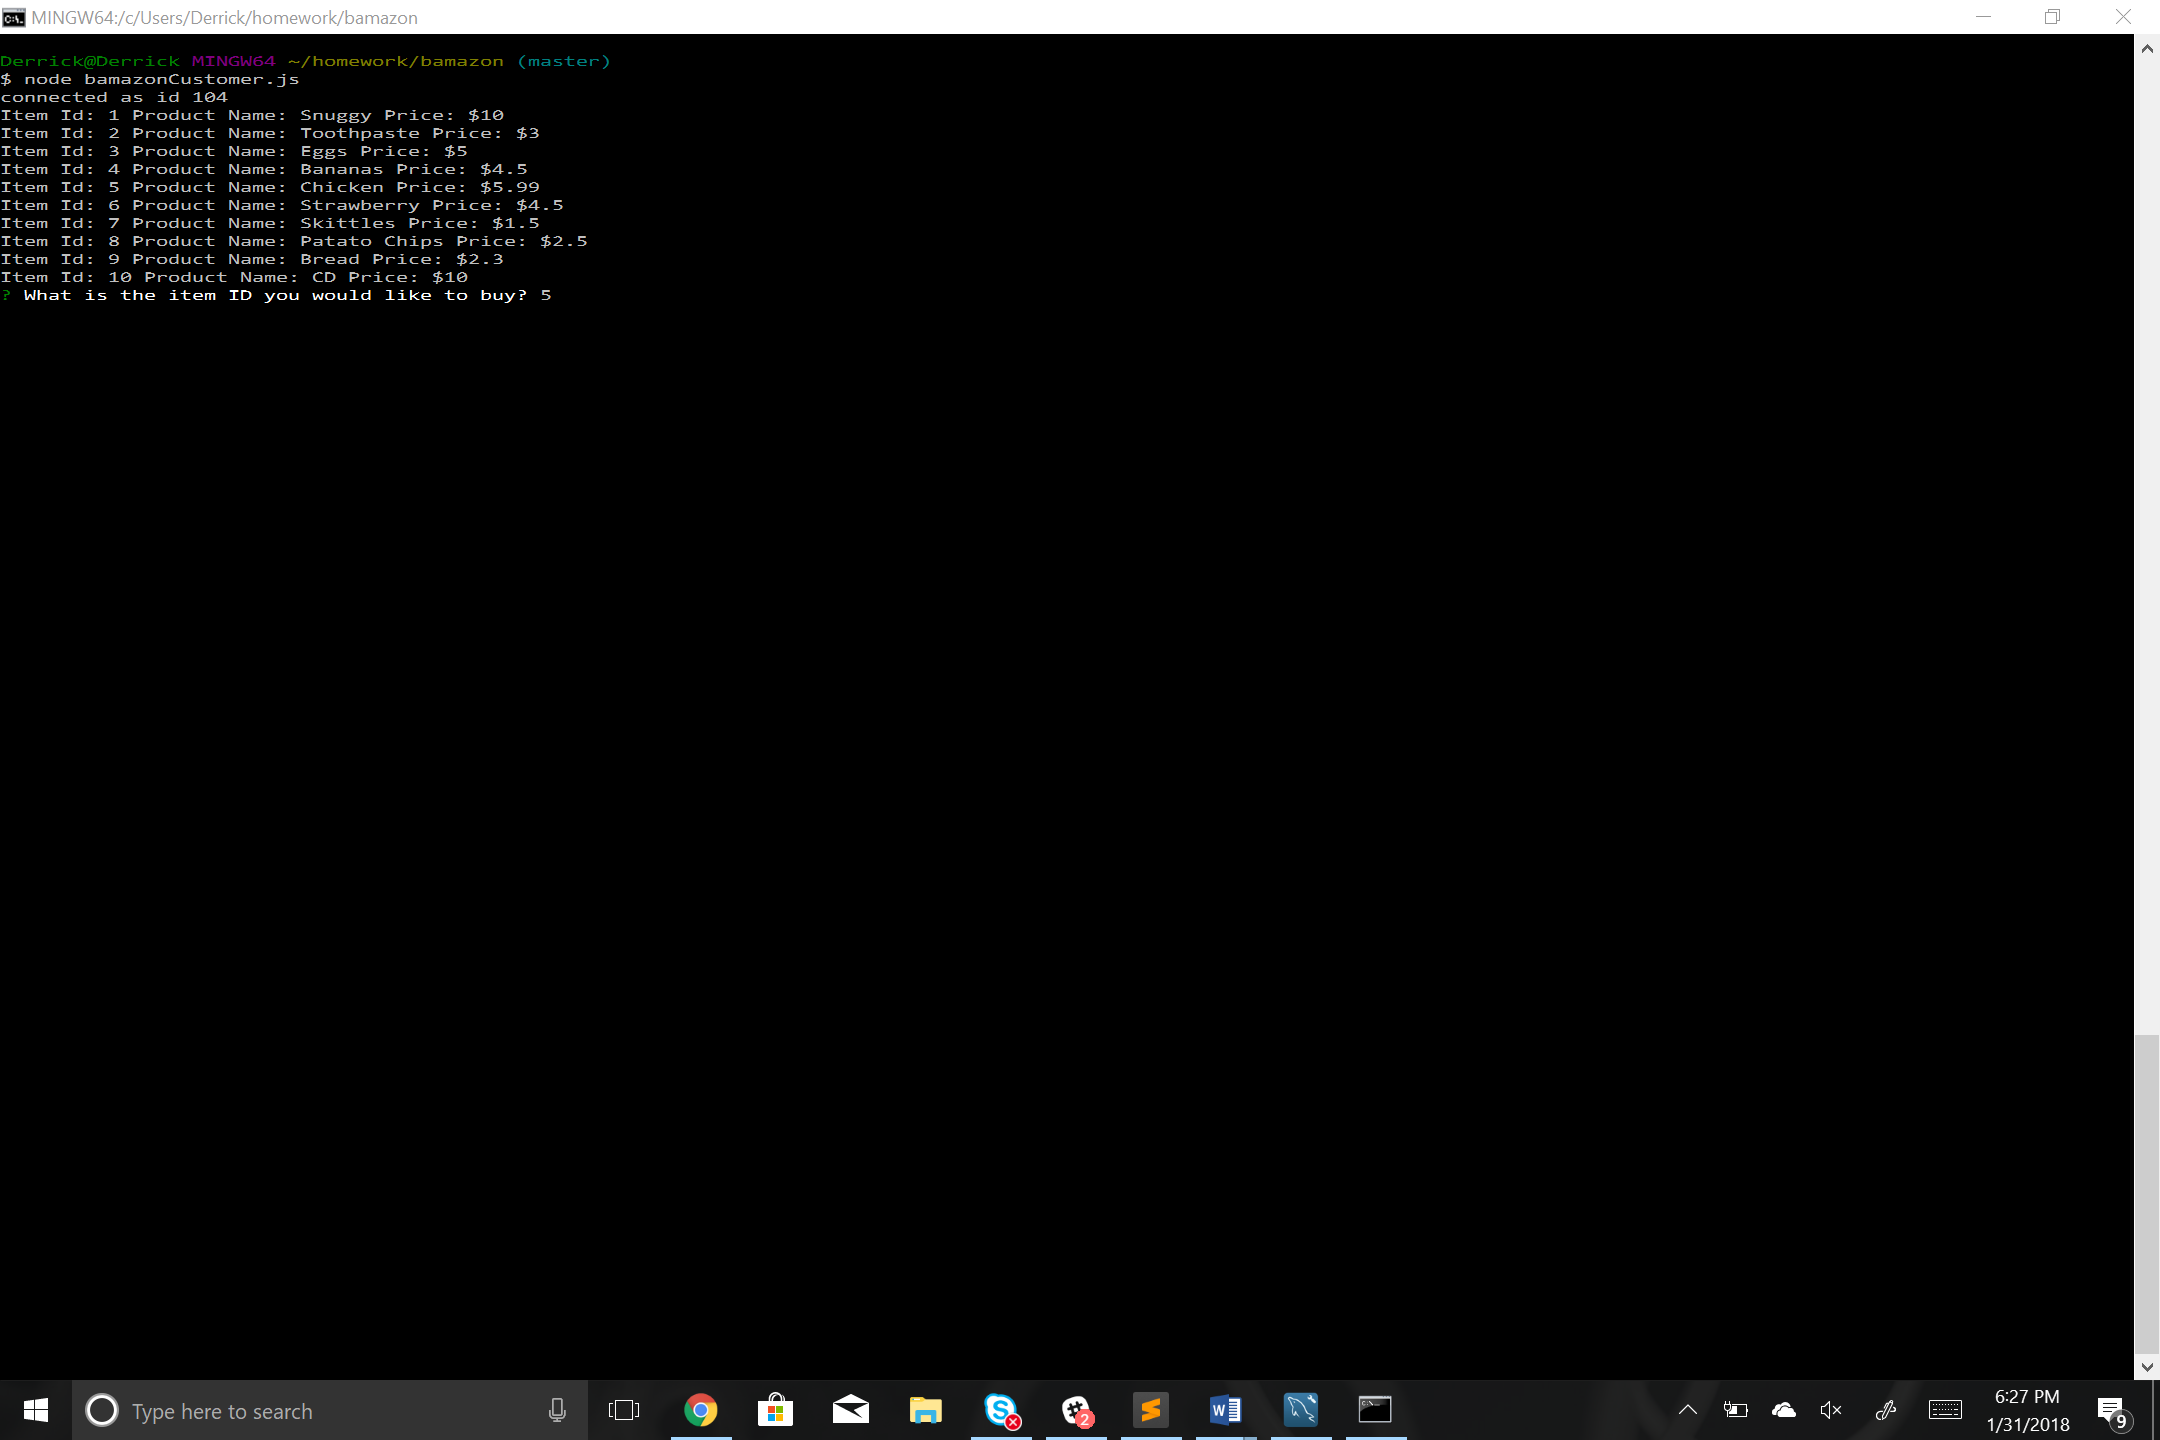 MINGW64:/c/Users/Derrick/homework/bamazon
Derrick@Derrick MINGW64 ~/homework/bamazon (master)
$ node bamazonCustomer.js
connected as id 104
Item Id: 1 Product Name: Snuggy Price: $10
Item Id: 2 Product Name: Toothpaste Price: $3
Item Id: 3 Product Name: Eggs Price: $5
Item Id: 4 Product Name: Bananas Price: $4.5
Item Id: 5 Product Name: Chicken Price: $5.99
Item Id: 6 Product Name: Strawberry Price: $4.5
Item Id: 7 Product Name: Skittles Price: $1.5
Item Id: 8 Product Name: Patato Chips Price: $2.5
Item Id: 9 Product Name: Bread Price: $2.3
Item Id: 10 Product Name: CD Price: $10
? What is the item ID you would like to buy? 5
Type here to search
2
6:27 PM
1/31/2018
9